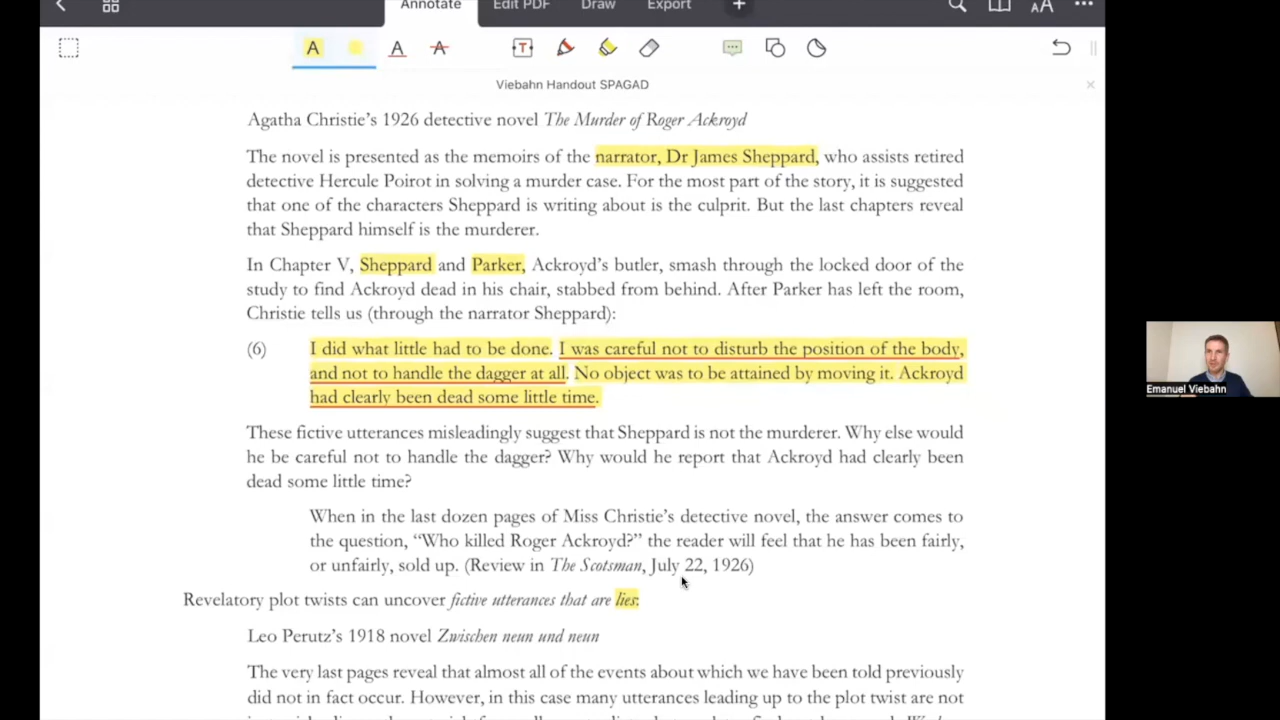 Annotate Edit PDF Draw Export
Viebahn Handout SPAGAD
Agatha Christie's 1926 detective novel The Murder of Roger Ackroyd
The novel is presented as the memoirs of the narrator, Dr James Sheppard, who assists retired
detective Hercule Poirot in solving a murder case. For the most part of the story, it is suggested
that one of the characters Sheppard is writing about is the culprit. But the last chapters reveal
that Sheppard himself is the murderer.
In Chapter V, Sheppard and Parker, Ackroyd's butler, smash through the locked door of the
study to find Ackroyd dead in his chair, stabbed from behind. After Parker has left the room,
Christie tells us (through the narrator Sheppard):
(6) I did what little had to be done. I was careful not to disturb the position of the body,
and not to handle the dagger at all. No object was to be attained by moving it. Ackroyd
had clearly been dead some little time.
Emanuel Viebahn
These fictive utterances misleadingly suggest that Sheppard is not the murderer. Why else would
he be careful not to handle the dagger? Why would he report that Ackroyd had clearly been
dead some little time?
When in the last dozen pages of Miss Christie's detective novel, the answer comes to
the question, "Who killed Roger Ackroyd?" the reader will feel that he has been fairly,
or unfairly, sold up. (Review in The Scotsman, July 22, 1926)
Revelatory plot twists can uncover fictive utterances that are lies:
Leo Perutz's 1918 novel Zwischen neun und neun
The very last pages reveal that almost all of the events about which we have been told previously
did not in fact occur. However, in this case many utterances leading up to the plot twist are not